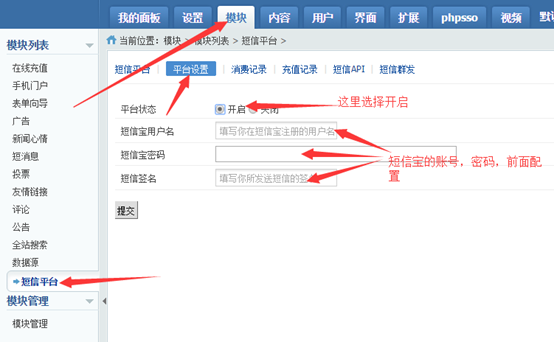 我的面板 设置 模块 内容 用户 界面 扩展 phpsso 视频 默
模块列表
当前位置：模块 > 模块列表 > 短信平台 >
在线充值
手机门户
表单向导
广告
新闻心情
短消息
投票
友情链接
评论
公告
全站搜索
数据源
短信平台
模块管理
模块管理
短信平台 平台设置 消费记录 充值记录 短信API 短信群发
平台状态 开启 关闭
这里选择开启
短信宝用户名 填写你在短信宝注册的用户名
短信宝密码
短信宝的账号，密码，前面配
置
短信签名 填写你所发送短信的签
提交